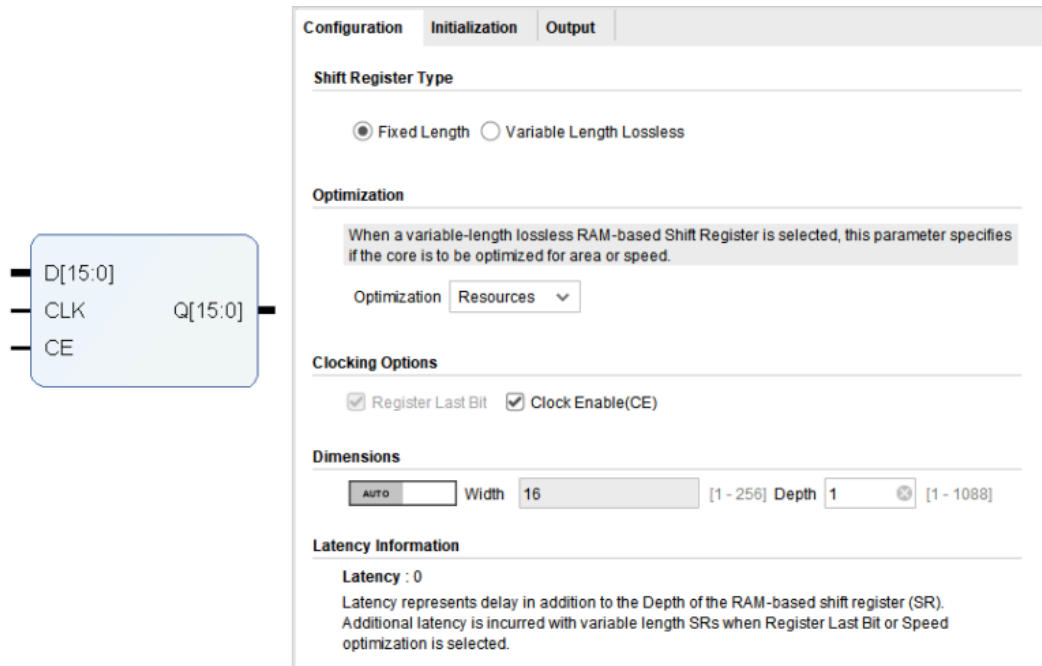 Configuration Initialization Output
Shift Register Type
Fixed Length Variable Length Lossless
Optimization
When a variable-length lossless RAM-based Shift Register is selected, this parameter specifies
if the core is to be optimized for area or speed.
Optimization Resources
D[15:0]
CLK Q[15:0]
CE
Clocking Options
Register Last Bit Clock Enable(CE)
Dimensions
AUTO Width 16 [1 - 256] Depth 1 [1 - 1088]
Latency Information
Latency : 0
Latency represents delay in addition to the Depth of the RAM-based shift register (SR).
Additional latency is incurred with variable length SRs when Register Last Bit or Speed
optimization is selected.